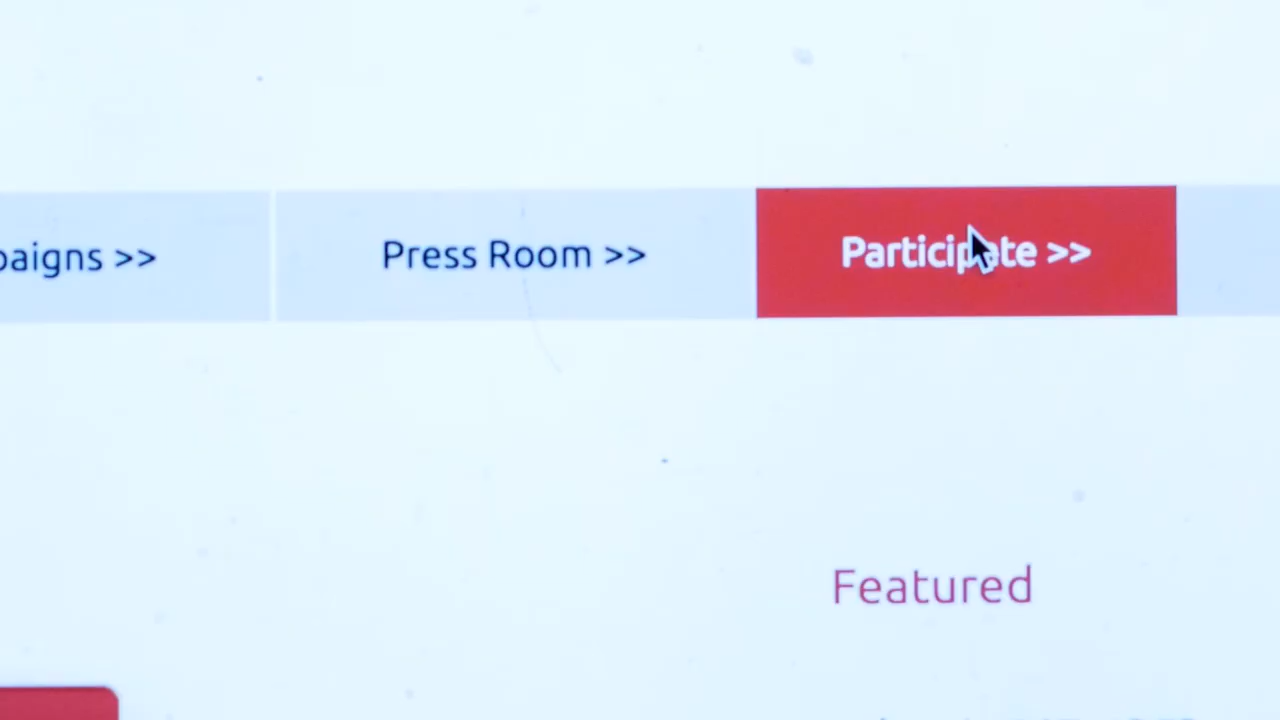 paigns >>
Press Room >>
Participate >>
Featured